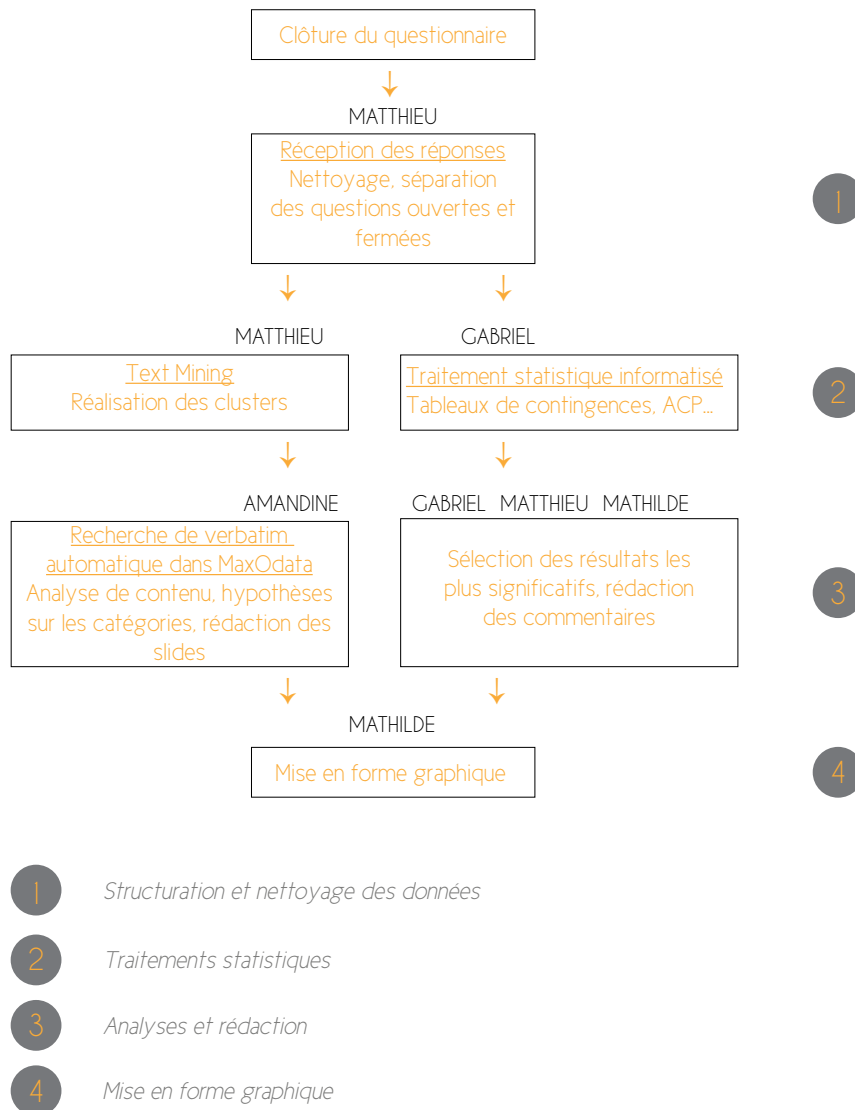 Clôture du questionnaire
MATTHIEU
Réception des réponses
Nettoyage, séparation
des questions ouvertes et
fermées
1
MATTHIEU
GABRIEL
Text Mining
Réalisation des clusters
Traitement statistique informatisé
Tableaux de contingences, ACP...
2
AMANDINE
GABRIEL MATTHIEU MATHILDE
Recherche de verbatim
automatique dans MaxOdata
Analyse de contenu, hypothèses
sur les catégories, rédaction des
slides
Sélection des résultats les
plus significatifs, rédaction
des commentaires
3
MATHILDE
Mise en forme graphique
4
1 Structuration et nettoyage des données
2 Traitements statistiques
3 Analyses et rédaction
4 Mise en forme graphique